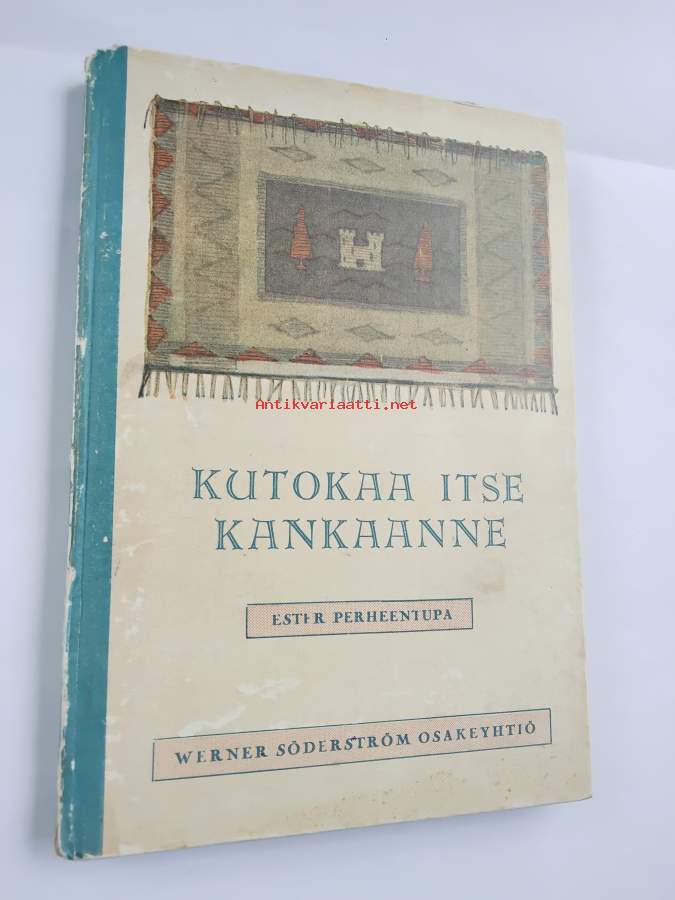 Antikvariaatti.net
KUTOKAA ITSE
KANKAANNE
ESTER PERHEENTUPA
WERNER SÖDERSTRÖM OSAKEYHTIÖ